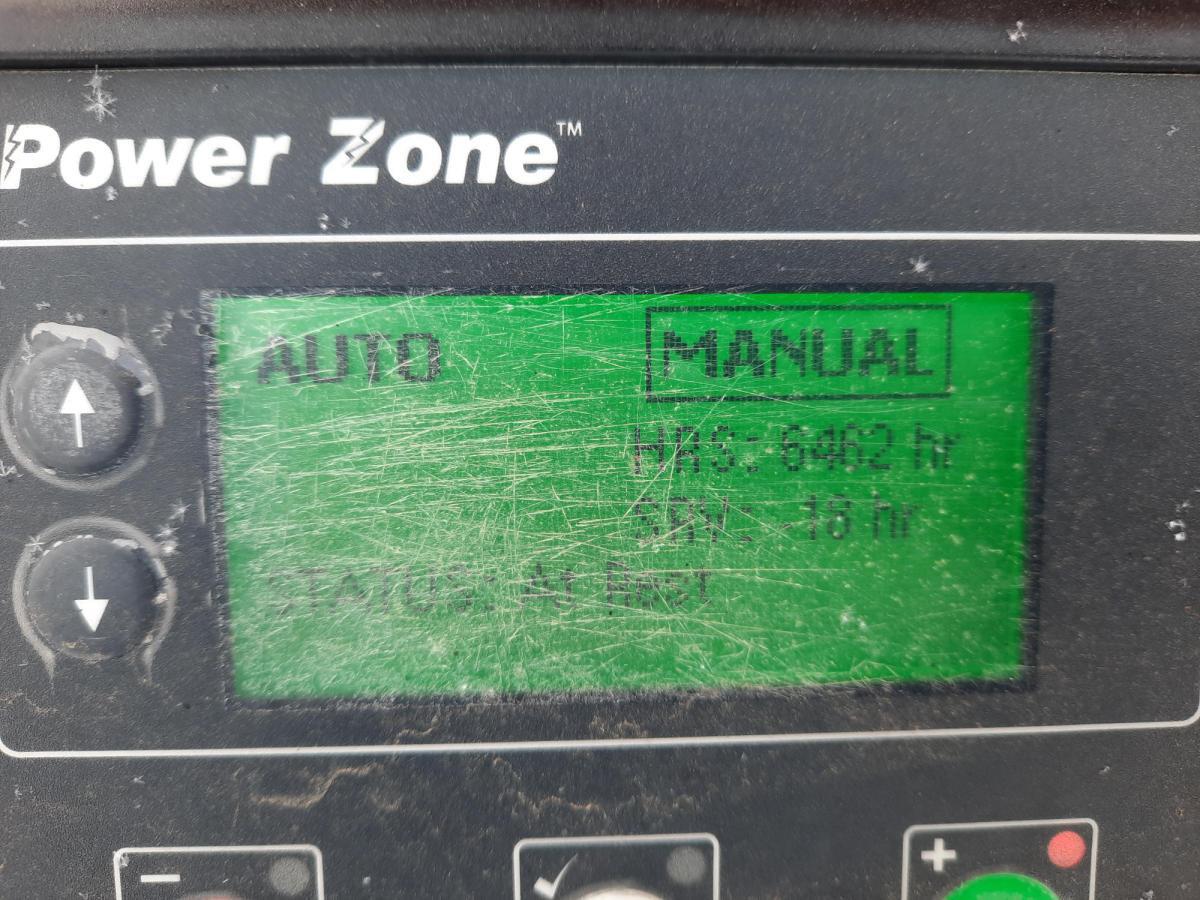 Power Zone™
AUTO MANUAL
HRS: 6462 hr
SRV: -18 hr
STATUS: At Rest
- ✓ +